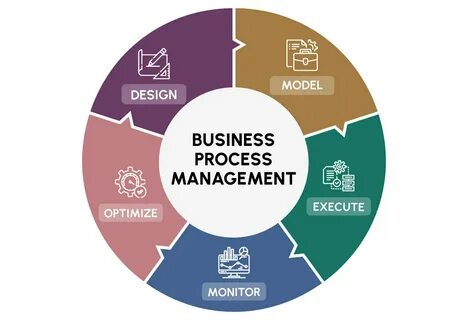 DESIGN
MODEL
BUSINESS
PROCESS
MANAGEMENT
OPTIMIZE
EXECUTE
MONITOR